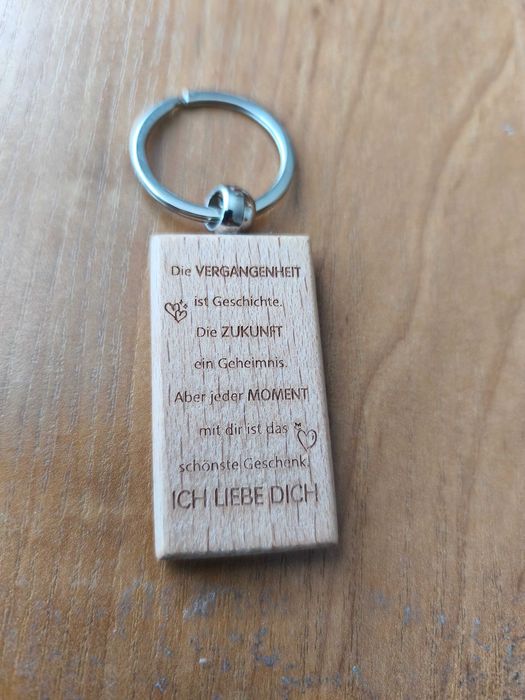 Die VERGANGENHEIT
ist Geschichte.
Die ZUKUNFT
ein Geheimnis.
Aber jeder MOMENT
mit dir ist das
schönste Geschenk.
ICH LIEBE DICH